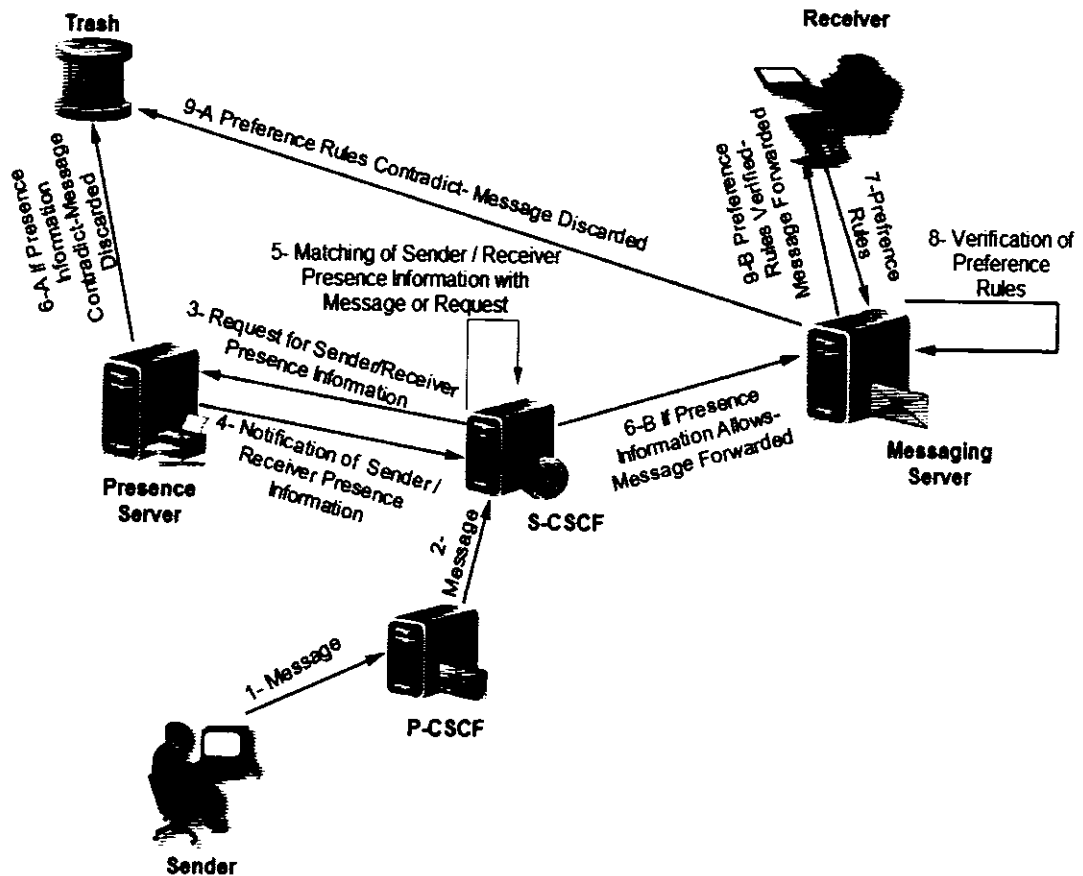 Trash
Receiver
9-A Preference Rules Contradict- Message Discarded
6-A If Presence
Information
Contradict-Message
Discarded
9-B Preference
Rules Verified-
Message Forwarded
7-Prefrence
Rules
8- Verification of
Preference
Rules
5- Matching of Sender / Receiver
Presence Information with
Message or Request
3- Request for Sender/Receiver
Presence Information
4- Notification of Sender /
Receiver Presence
Information
6-B If Presence
Information Allows-
Message Forwarded
Presence
Server
S-CSCF
Messaging
Server
2-
Message
1- Message
P-CSCF
Sender